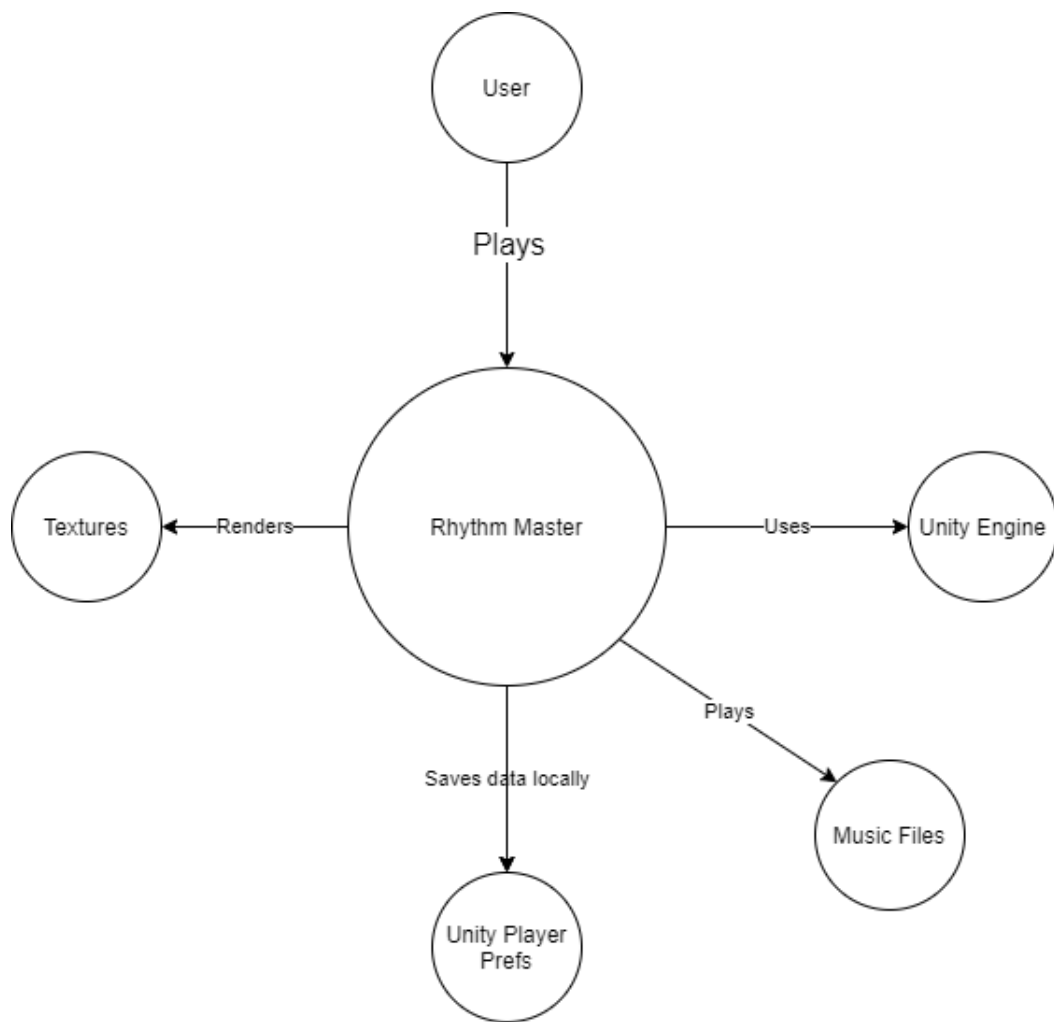 User
Plays
Textures
Renders
Rhythm Master
Uses
Unity Engine
Plays
Saves data locally
Music Files
Unity Player
Prefs